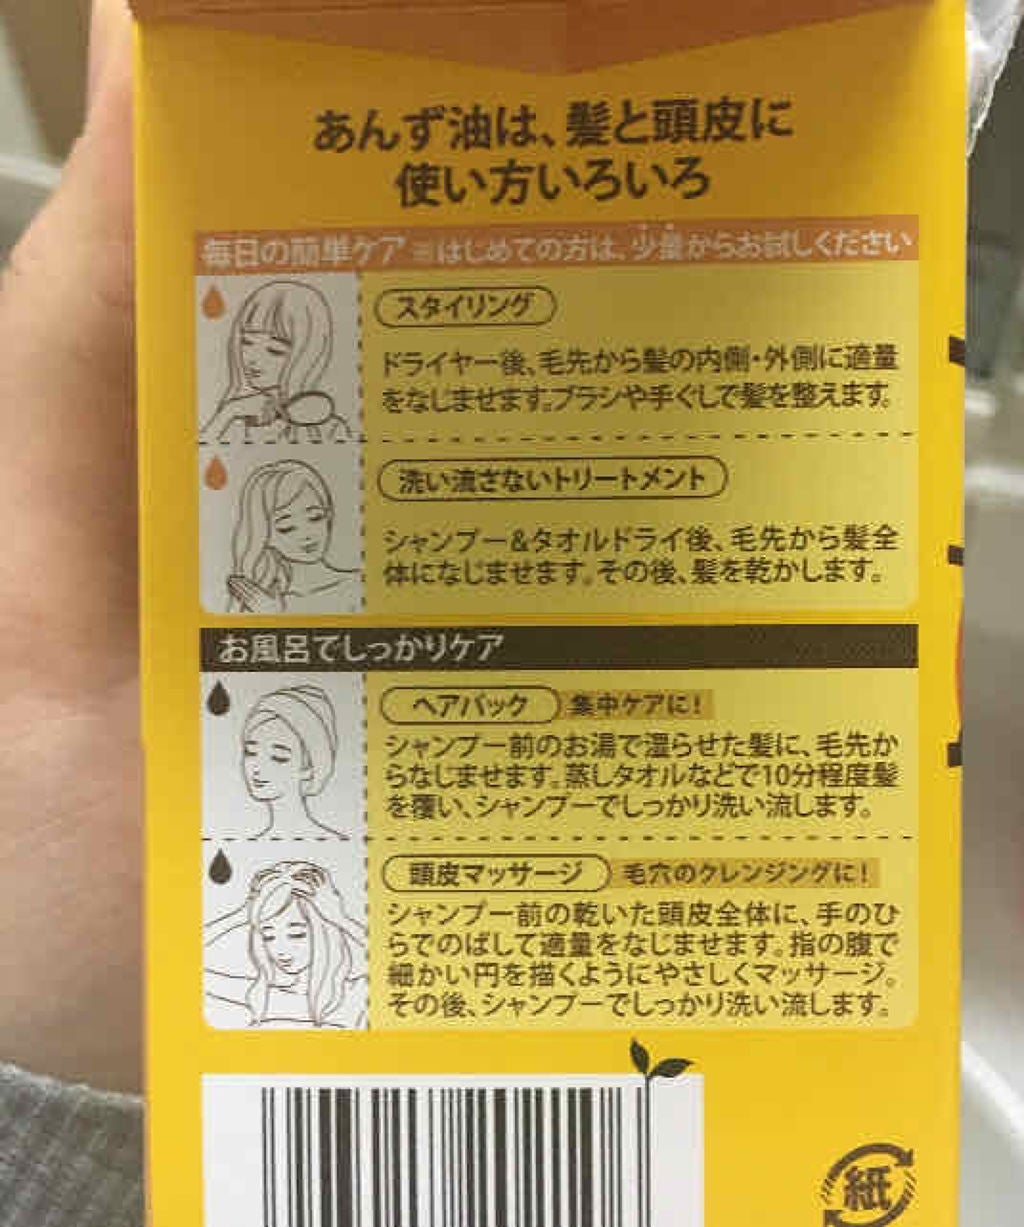 あんず油は、髪と頭皮に
使い方いろいろ
毎日の簡単ケア ※はじめての方は、少量からお試しください
スタイリング
ドライヤー後、毛先から髪の内側・外側に適量
をなじませます。ブラシや手ぐしで髪を整えます。
洗い流さないトリートメント
シャンプー&タオルドライ後、毛先から髪全
体になじませます。その後、髪を乾かします。
お風呂でしっかりケア
ヘアパック 集中ケアに!
シャンプー前のお湯で湿らせた髪に、毛先か
らなじませます。蒸しタオルなどで10分程度髪
を覆い、シャンプーでしっかり洗い流します。
頭皮マッサージ 毛穴のクレンジングに!
シャンプー前の乾いた頭皮全体に、手のひ
らでのばして適量をなじませます。指の腹で
細かい円を描くようにやさしくマッサージ。
その後、シャンプーでしっかり洗い流します。
紙